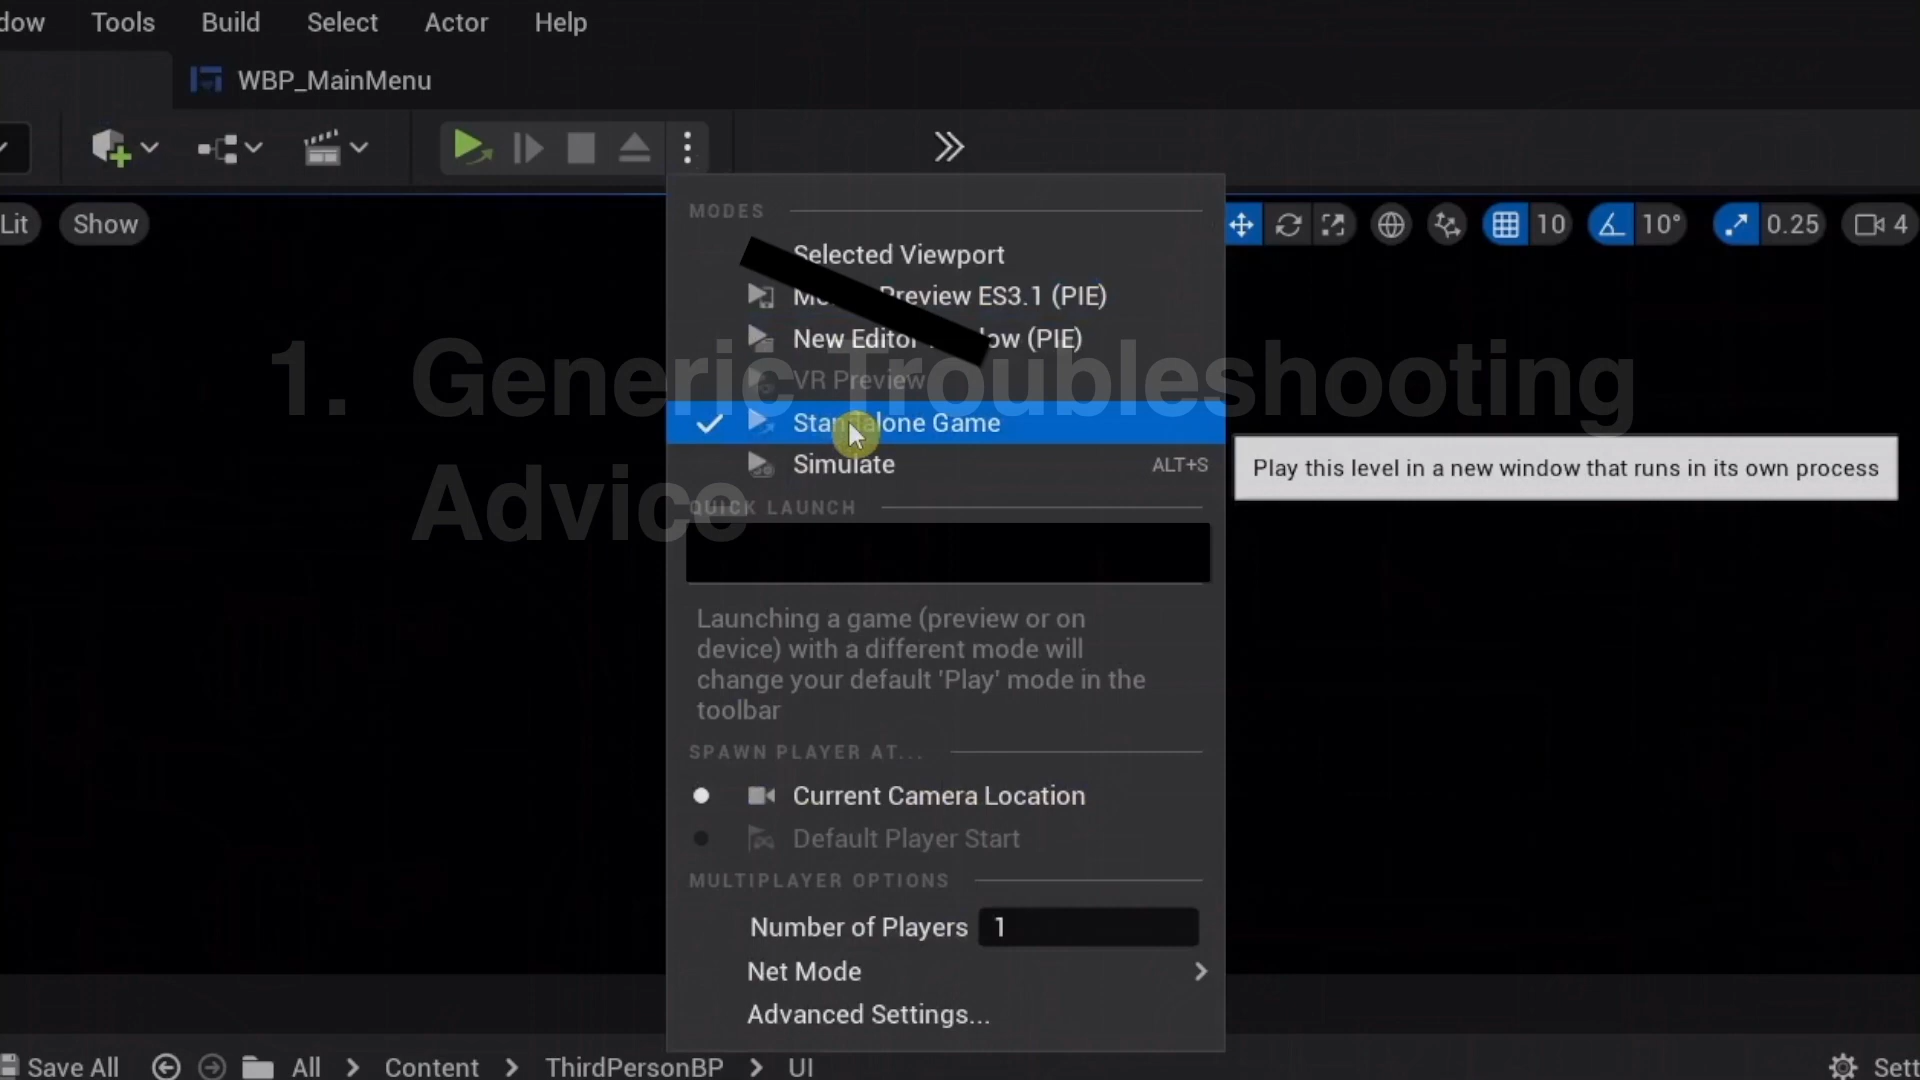 Tools Build Select Actor Help
WBP_MainMenu
Lit Show
10 10° 0.25 4
MODES
Selected Viewport
Preview ES3.1 (PIE)
New Editor (PIE)
VR Preview
Standalone Game
Simulate ALT+S
Play this level in a new window that runs in its own process
1. Generic Troubleshooting
Advice
QUICK LAUNCH
Launching a game (preview or on
device) with a different mode will
change your default 'Play' mode in the
toolbar
SPAWN PLAYER AT...
Current Camera Location
Default Player Start
MULTIPLAYER OPTIONS
Number of Players 1
Net Mode
Advanced Settings...
Save All All Content ThirdPersonBP UI